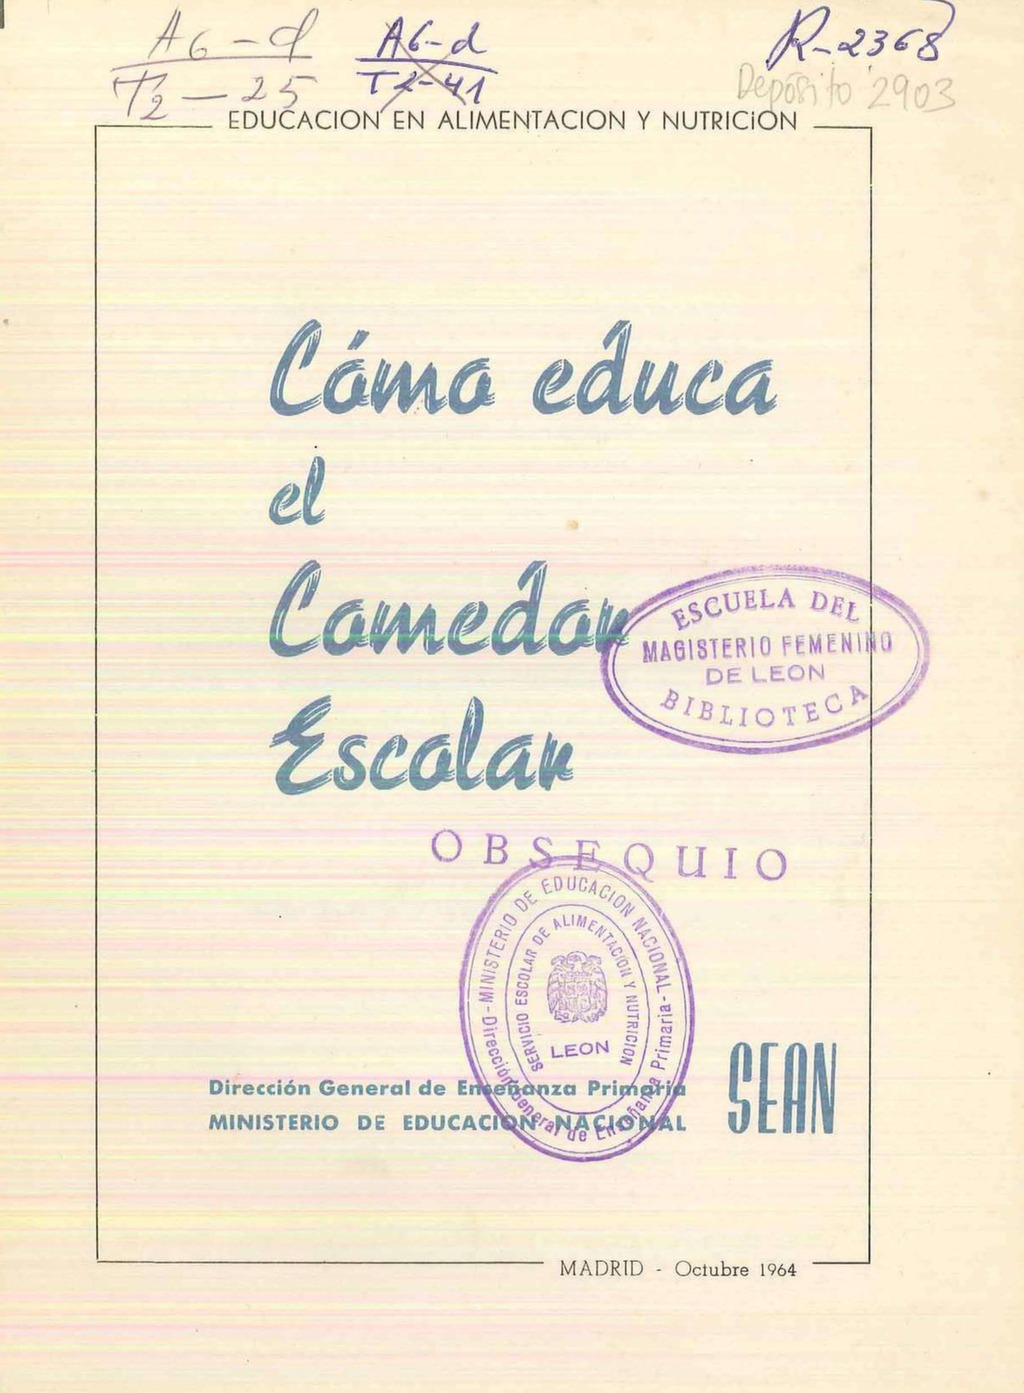 A6-d
T2-25
A6-d
T2-41
R-2368
Depósito 2903
EDUCACION EN ALIMENTACION Y NUTRICiON
Cómo educa
el
Comedor
Escolar
ESCUELA DEL
MAGISTERIO FEMENINO
DE LEON
BIBLIOTECA
OBSEQUIO
-MINISTERIO DE EDUCACION NACIONAL-
Dirección General de Enseñanza Primaria
SERVICIO ESCOLAR DE ALIMENTACION Y NUTRICION
LEON
Dirección General de Enseñanza Primaria
MINISTERIO DE EDUCACION NACIONAL
SEAN
MADRID - Octubre 1964